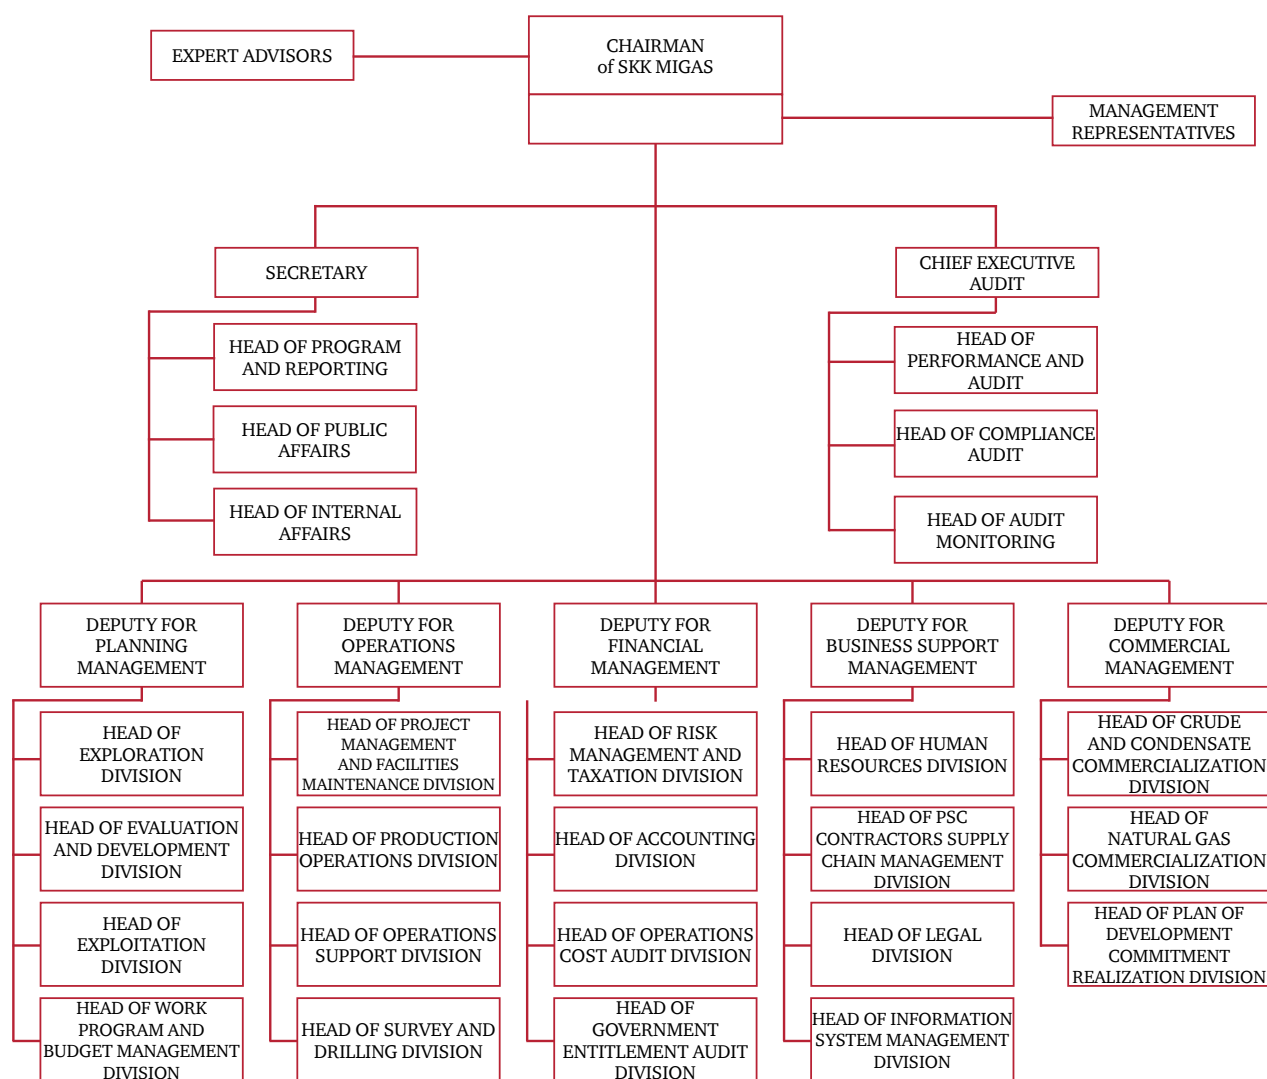 EXPERT ADVISORS
CHAIRMAN
of SKK MIGAS
MANAGEMENT
REPRESENTATIVES
SECRETARY
HEAD OF PROGRAM
AND REPORTING
HEAD OF PUBLIC
AFFAIRS
HEAD OF INTERNAL
AFFAIRS
CHIEF EXECUTIVE
AUDIT
HEAD OF
PERFORMANCE AND
AUDIT
HEAD OF COMPLIANCE
AUDIT
HEAD OF AUDIT
MONITORING
DEPUTY FOR
PLANNING
MANAGEMENT
HEAD OF
EXPLORATION
DIVISION
HEAD OF EVALUATION
AND DEVELOPMENT
DIVISION
HEAD OF
EXPLOITATION
DIVISION
HEAD OF WORK
PROGRAM AND
BUDGET MANAGEMENT
DIVISION
DEPUTY FOR
OPERATIONS
MANAGEMENT
HEAD OF PROJECT
MANAGEMENT
AND FACILITIES
MAINTENANCE DIVISION
HEAD OF PRODUCTION
OPERATIONS DIVISION
HEAD OF OPERATIONS
SUPPORT DIVISION
HEAD OF SURVEY AND
DRILLING DIVISION
DEPUTY FOR
FINANCIAL
MANAGEMENT
HEAD OF RISK
MANAGEMENT AND
TAXATION DIVISION
HEAD OF ACCOUNTING
DIVISION
HEAD OF OPERATIONS
COST AUDIT DIVISION
HEAD OF
GOVERNMENT
ENTITLEMENT AUDIT
DIVISION
DEPUTY FOR
BUSINESS SUPPORT
MANAGEMENT
HEAD OF HUMAN
RESOURCES DIVISION
HEAD OF PSC
CONTRACTORS SUPPLY
CHAIN MANAGEMENT
DIVISION
HEAD OF LEGAL
DIVISION
HEAD OF INFORMATION
SYSTEM MANAGEMENT
DIVISION
DEPUTY FOR
COMMERCIAL
MANAGEMENT
HEAD OF CRUDE
AND CONDENSATE
COMMERCIALIZATION
DIVISION
HEAD OF
NATURAL GAS
COMMERCIALIZATION
DIVISION
HEAD OF PLAN OF
DEVELOPMENT
COMMITMENT
REALIZATION DIVISION